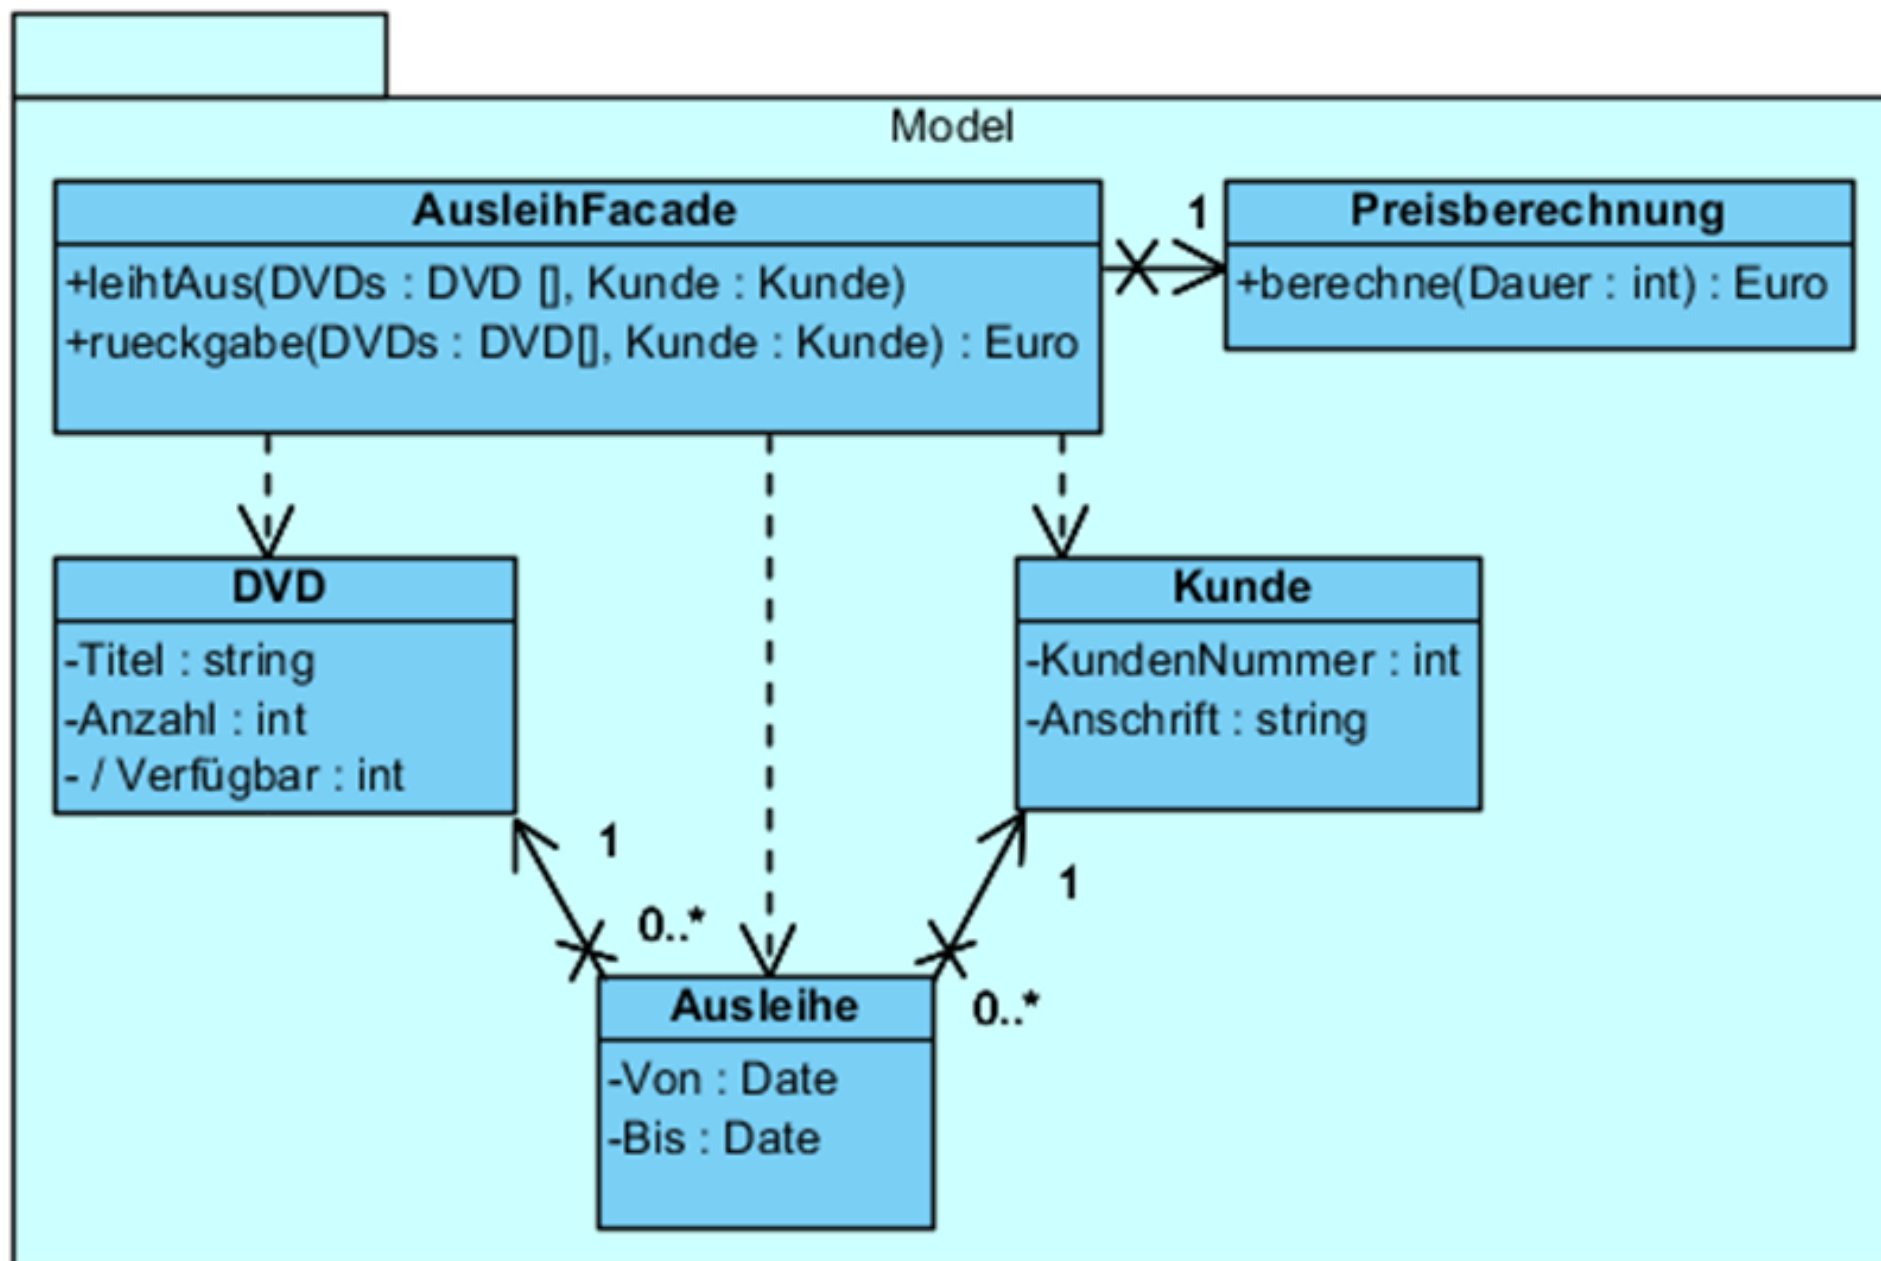 Model
AusleihFacade
+leihtAus(DVDs : DVD [], Kunde : Kunde)
+rueckgabe(DVDs : DVD[], Kunde : Kunde) : Euro
1
Preisberechnung
+berechne(Dauer : int) : Euro
DVD
-Titel : string
-Anzahl : int
- / Verfügbar : int
Kunde
-KundenNummer : int
-Anschrift : string
1
0..*
1
0..*
Ausleihe
-Von : Date
-Bis : Date